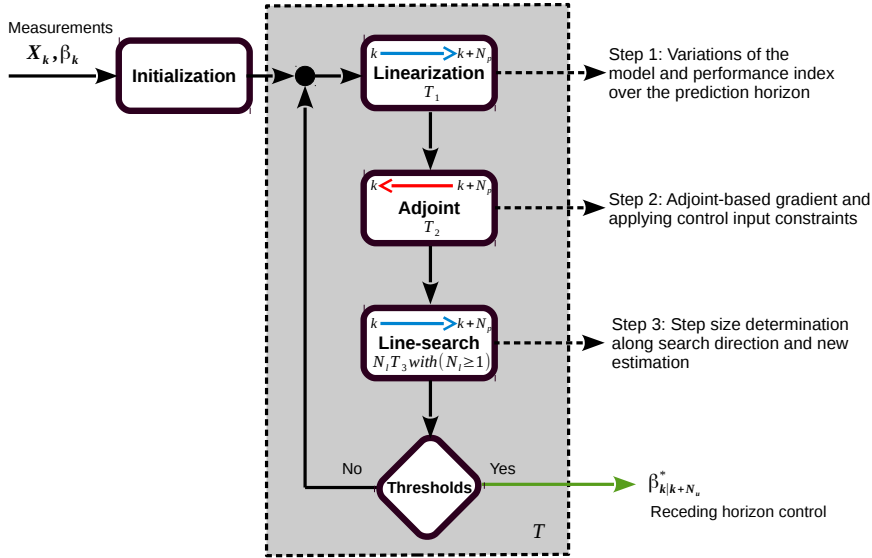 Measurements
X_k, β_k
Initialization
k k+N_p
Linearization
T_1
Step 1: Variations of the
model and performance index
over the prediction horizon
k k+N_p
Adjoint
T_2
Step 2: Adjoint-based gradient and
applying control input constraints
k k+N_p
Line-search
N_l T_3 with (N_l ≥ 1)
Step 3: Step size determination
along search direction and new
estimation
No
Thresholds
Yes
β*_{k|k+N_u}
Receding horizon control
T